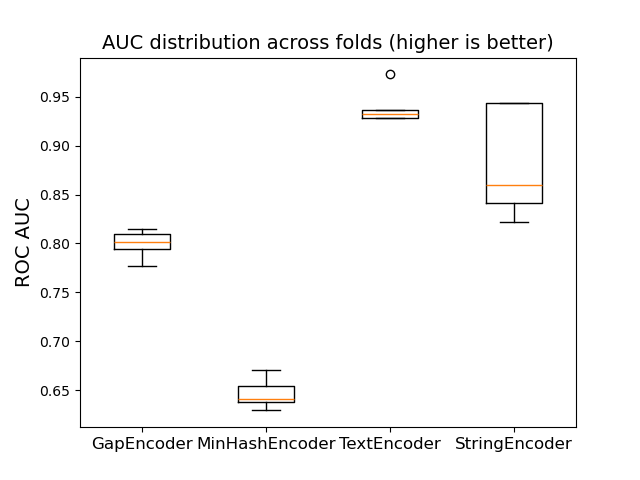 AUC distribution across folds (higher is better)
ROC AUC
0.95
0.90
0.85
0.80
0.75
0.70
0.65
GapEncoder MinHashEncoder TextEncoder StringEncoder